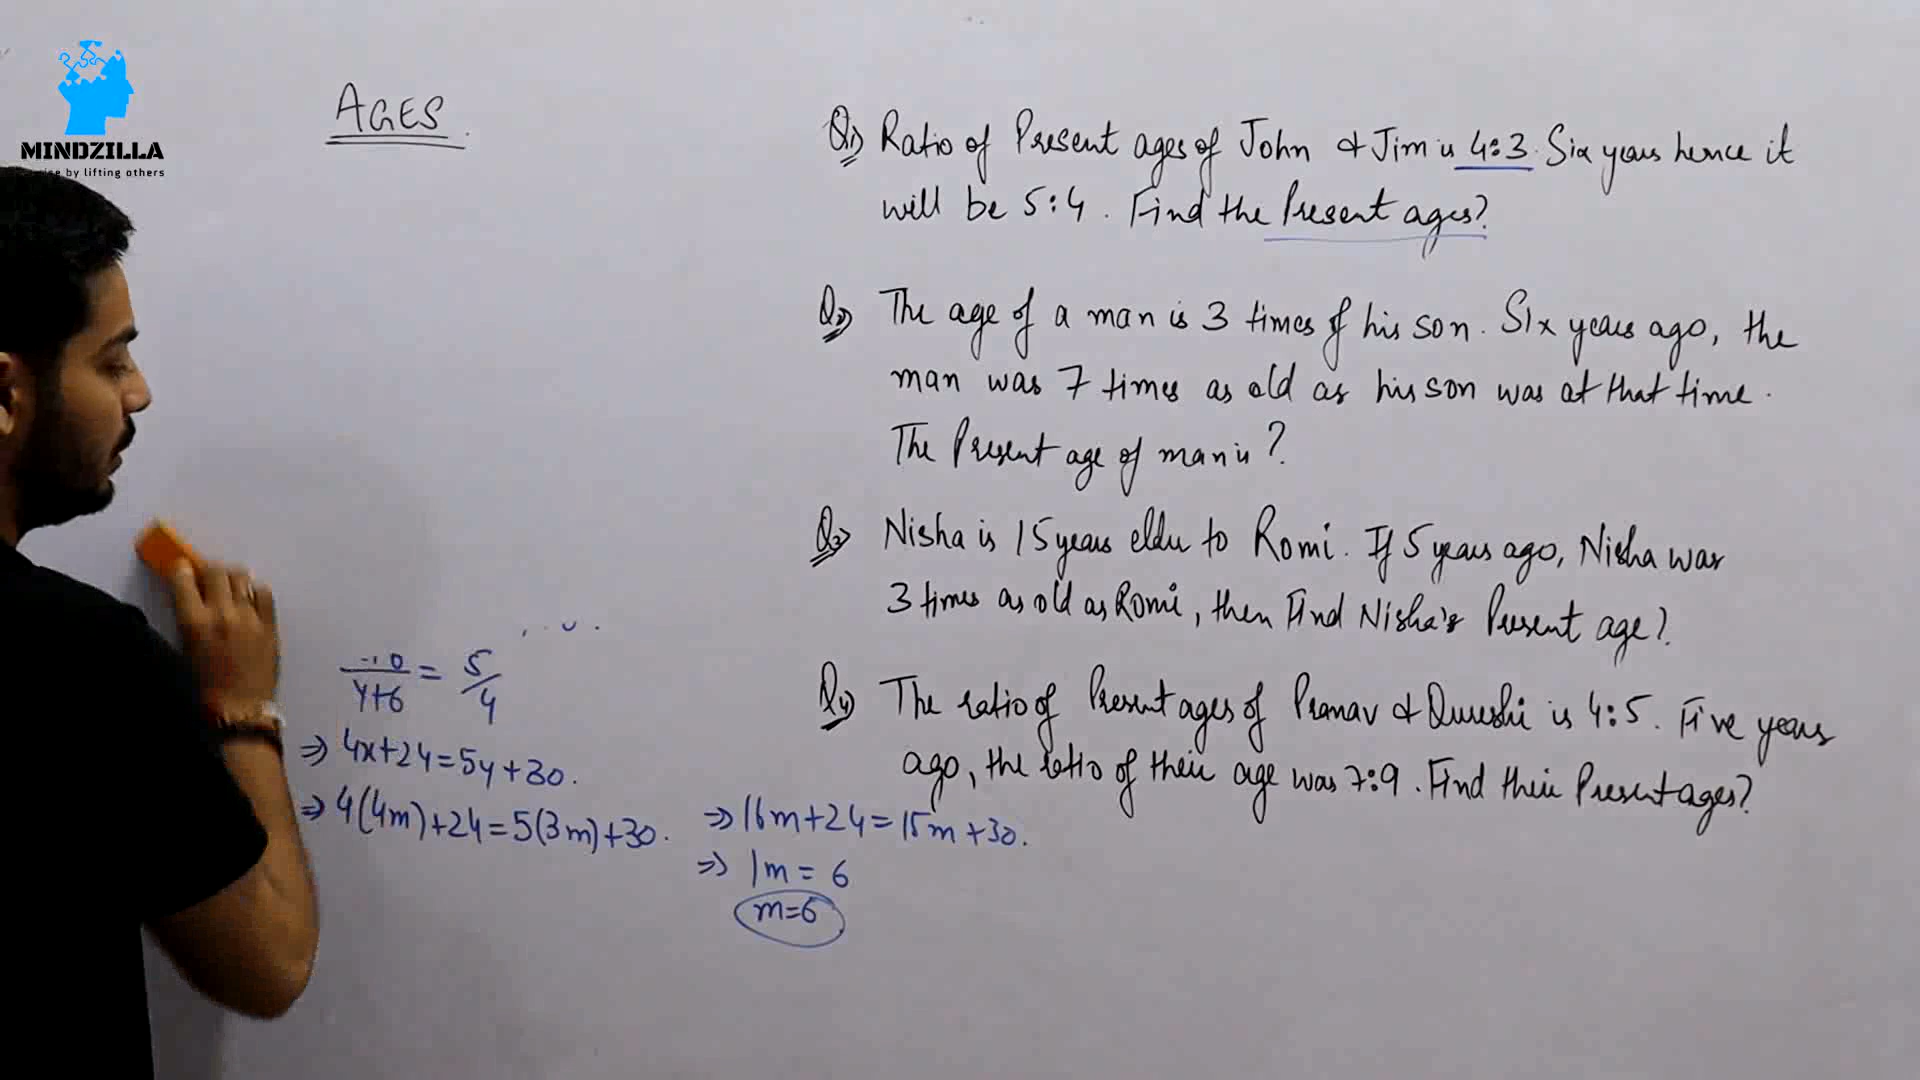 MINDZILLA
by lifting others
AGES
Q1) Ratio of Present ages of John & Jim is 4:3. Six years hence it
will be 5:4. Find the Present ages?
Q2) The age of a man is 3 times of his son. Six years ago, the
man was 7 times as old as his son was at that time.
The Present age of man is?
Q3) Nisha is 15 years elder to Romi. If 5 years ago, Nisha was
3 times as old as Romi, then Find Nisha's Present age?
Q4) The ratio of Present ages of Pranav & Qureshi is 4:5. Five years
ago, the ratio of their age was 7:9. Find their Present ages?
y+6 = 5/4
⇒ 4x+24=5y+30.
⇒ 4(4m)+24=5(3m)+30.
⇒ 16m+24=15m+30.
⇒ 1m = 6
m=6